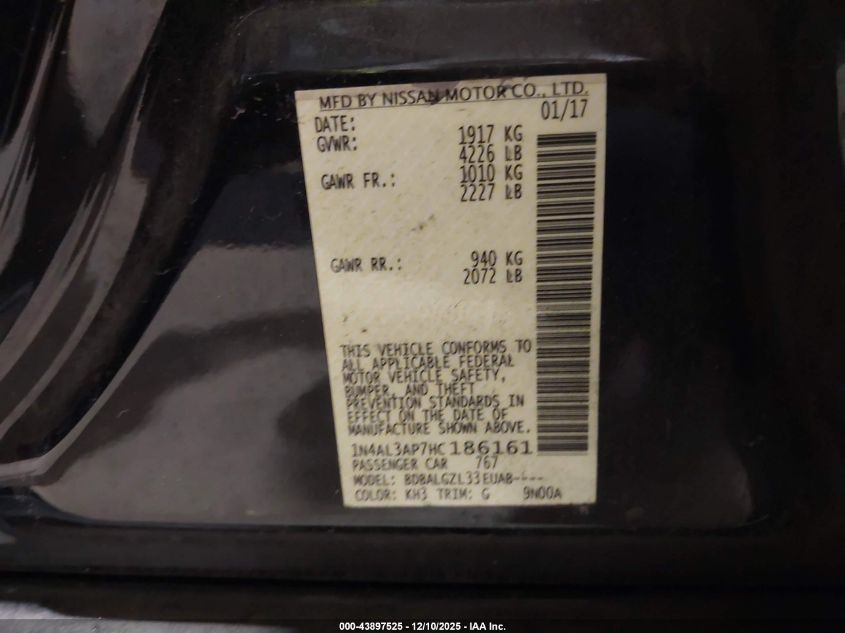 MFD BY NISSAN MOTOR CO., LTD.
DATE: 01/17
GVWR: 1917 KG
4226 LB
GAWR FR.: 1010 KG
2227 LB
GAWR RR.: 940 KG
2072 LB
THIS VEHICLE CONFORMS TO
ALL APPLICABLE FEDERAL
MOTOR VEHICLE SAFETY,
BUMPER, AND THEFT
PREVENTION STANDARDS IN
EFFECT ON THE DATE OF
MANUFACTURE SHOWN ABOVE.
1N4AL3AP7HC186161
PASSENGER CAR 767
MODEL: BDBALGZL33EUAB----
COLOR: KH3 TRIM: G 9N00A
000-43897525 - 12/10/2025 - IAA Inc.